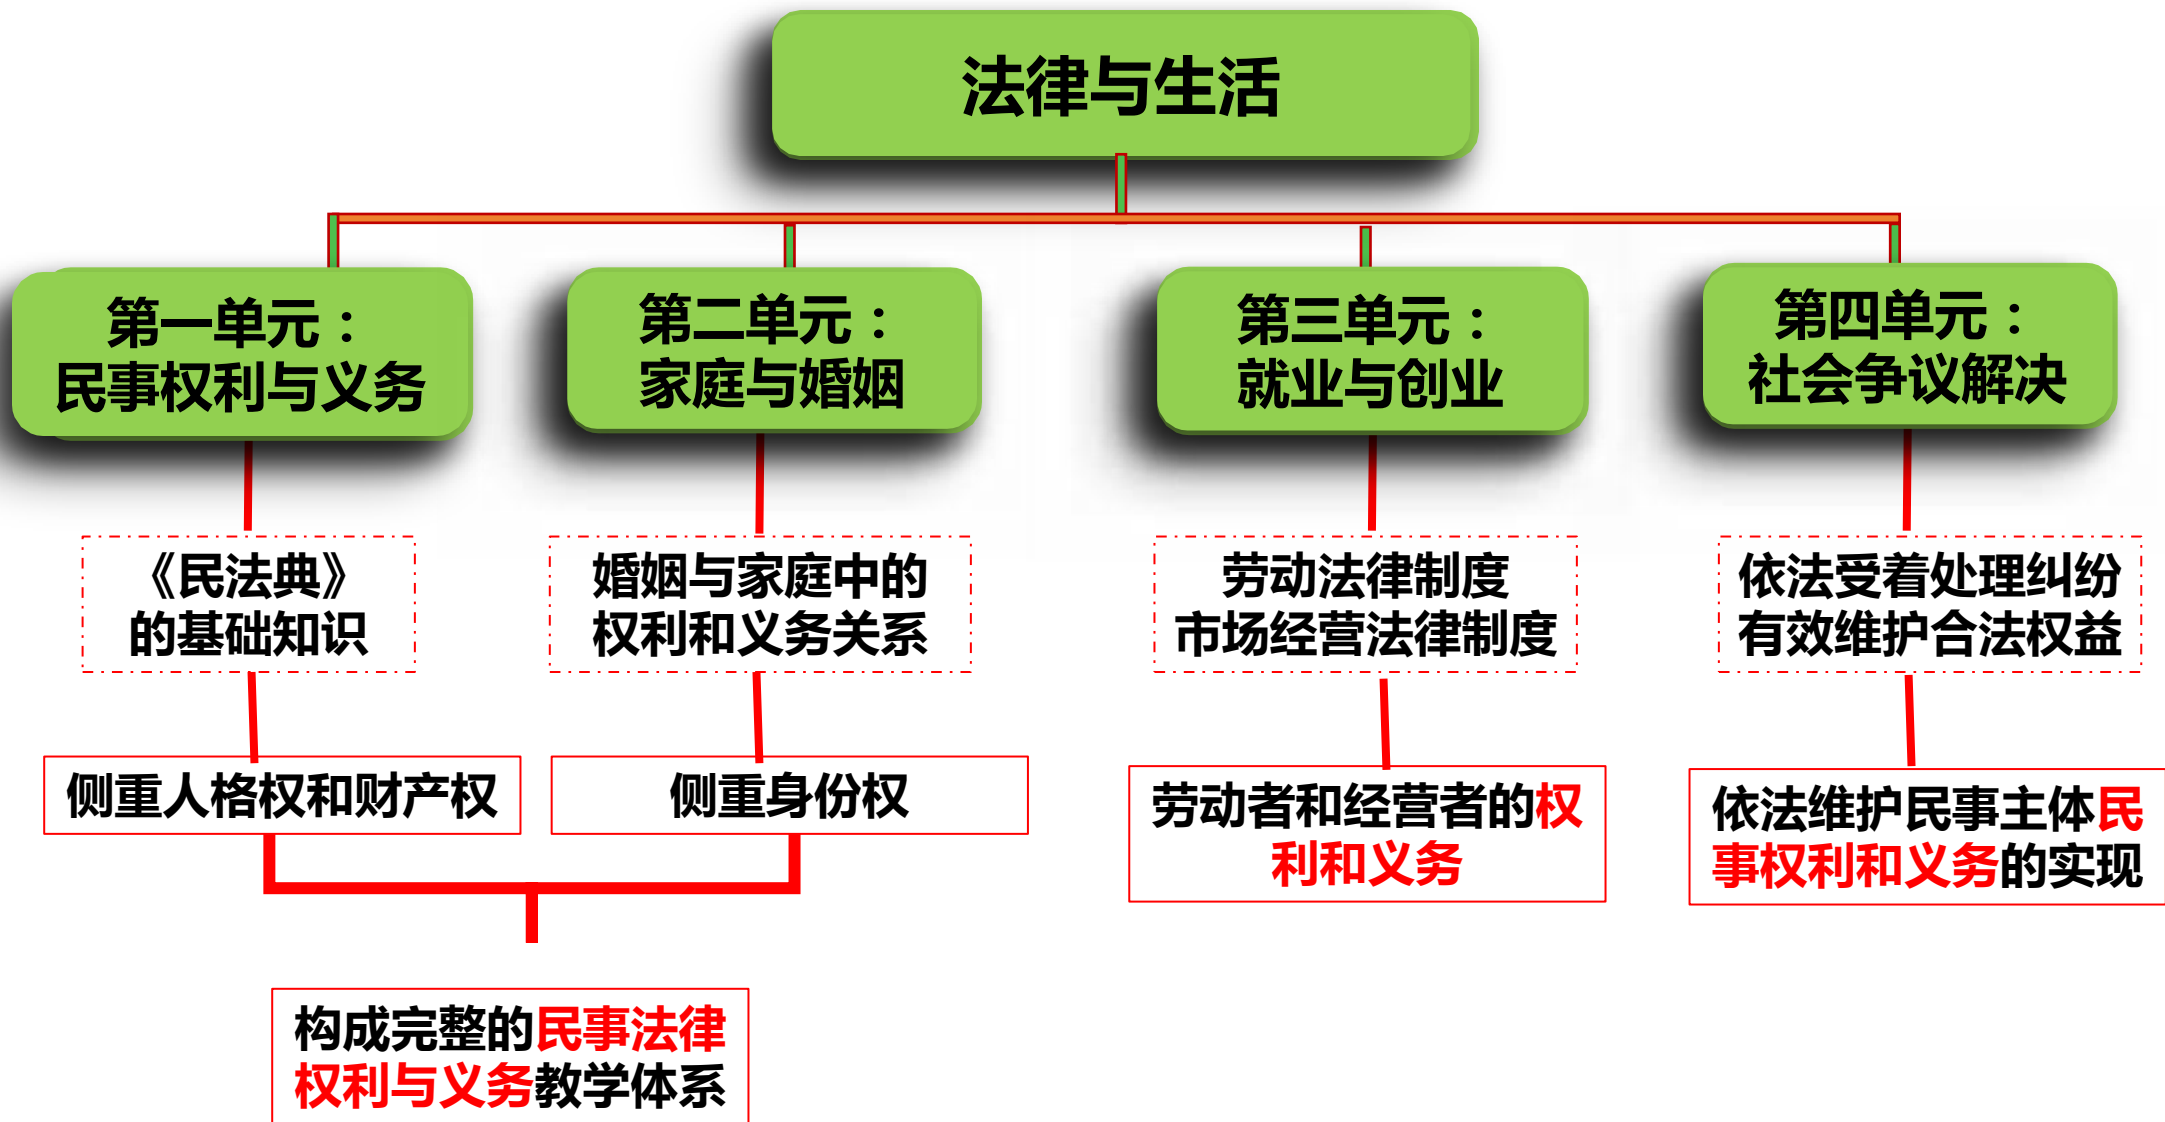 法律与生活
第一单元：
民事权利与义务
第二单元：
家庭与婚姻
第三单元：
就业与创业
第四单元：
社会争议解决
《民法典》
的基础知识
婚姻与家庭中的
权利和义务关系
劳动法律制度
市场经营法律制度
依法受着处理纠纷
有效维护合法权益
侧重人格权和财产权
侧重身份权
劳动者和经营者的权
利和义务
依法维护民事主体民
事权利和义务的实现
构成完整的民事法律
权利与义务教学体系